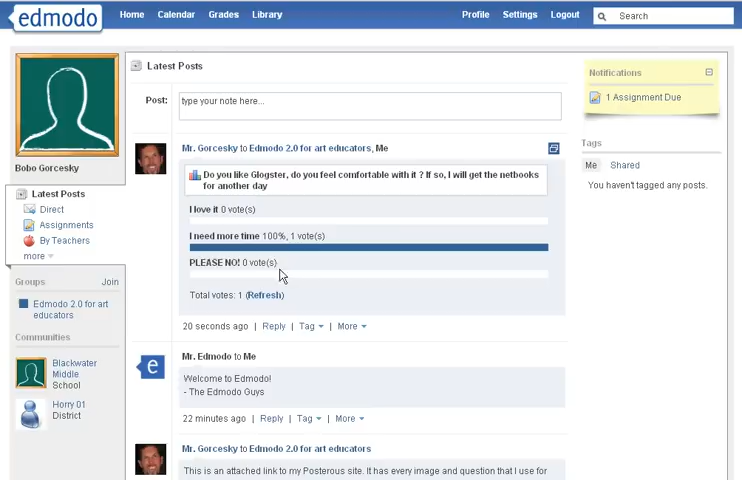 edmodo
Home Calendar Grades Library Profile Settings Logout Search
Bobo Gorcesky
Latest Posts
Direct
Assignments
By Teachers
more
Groups Join
Edmodo 2.0 for art
educators
Communities
Blackwater
Middle
School
Horry 01
District
Latest Posts
Post: type your note here...
Mr. Gorcesky to Edmodo 2.0 for art educators, Me
Do you like Glogster, do you feel comfortable with it ? If so, I will get the netbooks
for another day
I love it 0 vote(s)
I need more time 100%, 1 vote(s)
PLEASE NO! 0 vote(s)
Total votes: 1 (Refresh)
20 seconds ago | Reply | Tag | More
e
Mr. Edmodo to Me
Welcome to Edmodo!
- The Edmodo Guys
22 minutes ago | Reply | Tag | More
Mr. Gorcesky to Edmodo 2.0 for art educators
This is an attached link to my Posterous site. It has every image and question that I use for
Notifications
1 Assignment Due
Tags
Me Shared
You haven't tagged any posts.